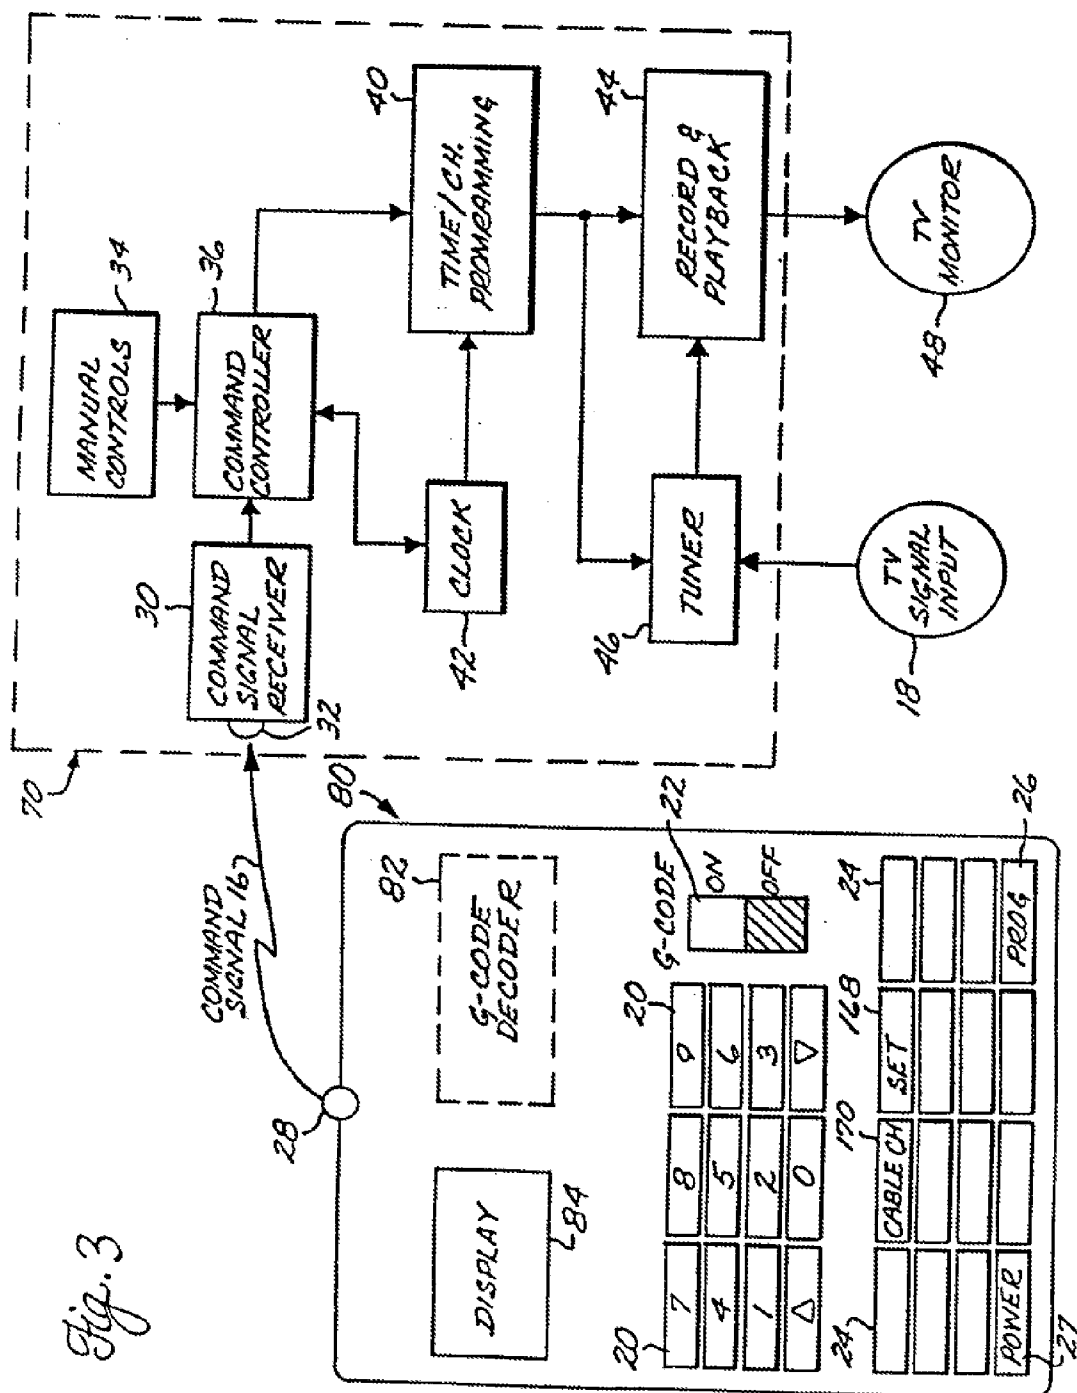 Fig. 3
70
MANUAL
CONTROLS
34
COMMAND
SIGNAL
RECEIVER
30
32
COMMAND
CONTROLLER
36
CLOCK
42
TIME/CH.
PROMRAMMING
40
TUNER
46
RECORD &
PLAYBACK
44
TV
SIGNAL
INPUT
18
TV
MONITOR
48
COMMAND
SIGNAL 16
28
80
DISPLAY
84
G-CODE
DECODER
82
20
20
7 8 9
4 5 6
1 2 3
△ 0 ▽
G-CODE
ON
OFF
22
24
170
168
24
CABLE CH
SET
POWER
PROG
27
26